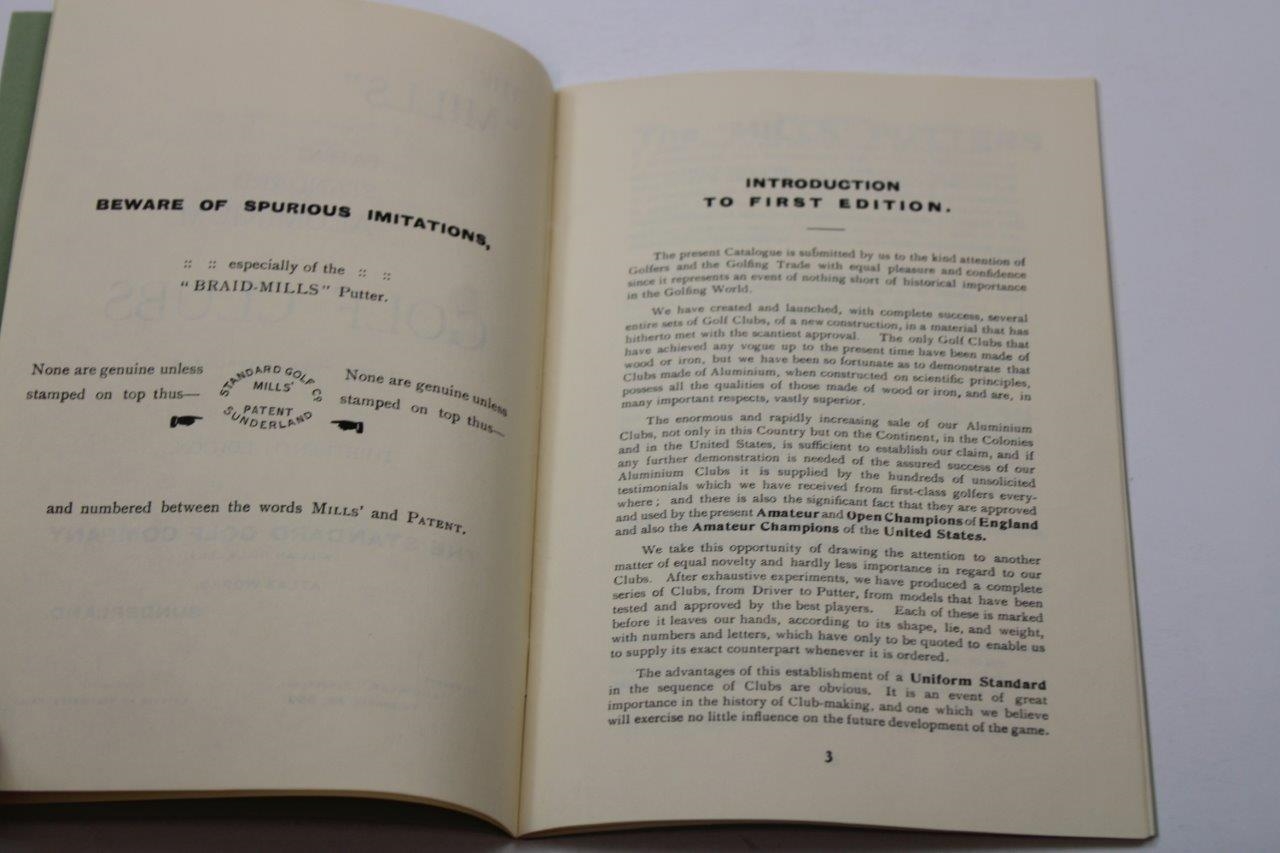 BEWARE OF SPURIOUS IMITATIONS,
:: :: especially of the :: ::
"BRAID-MILLS" Putter.
None are genuine unless
stamped on top thus—
STANDARD GOLF Co
MILLS'
PATENT
SUNDERLAND
None are genuine unless
stamped on top thus—
and numbered between the words MILLS' and PATENT.
INTRODUCTION
TO FIRST EDITION.
The present Catalogue is submitted by us to the kind attention of
Golfers and the Golfing Trade with equal pleasure and confidence
since it represents an event of nothing short of historical importance
in the Golfing World.
We have created and launched, with complete success, several
entire sets of Golf Clubs, of a new construction, in a material that has
hitherto met with the scantiest approval. The only Golf Clubs that
have achieved any vogue up to the present time have been made of
wood or iron, but we have been so fortunate as to demonstrate that
Clubs made of Aluminium, when constructed on scientific principles,
possess all the qualities of those made of wood or iron, and are, in
many important respects, vastly superior.
The enormous and rapidly increasing sale of our Aluminium
Clubs, not only in this Country but on the Continent, in the Colonies
and in the United States, is sufficient to establish our claim, and if
any further demonstration is needed of the assured success of our
Aluminium Clubs it is supplied by the hundreds of unsolicited
testimonials which we have received from first-class golfers every-
where; and there is also the significant fact that they are approved
and used by the present Amateur and Open Champions of England
and also the Amateur Champions of the United States.
We take this opportunity of drawing the attention to another
matter of equal novelty and hardly less importance in regard to our
Clubs. After exhaustive experiments, we have produced a complete
series of Clubs, from Driver to Putter, from models that have been
tested and approved by the best players. Each of these is marked
before it leaves our hands, according to its shape, lie, and weight,
with numbers and letters, which have only to be quoted to enable us
to supply its exact counterpart whenever it is ordered.
The advantages of this establishment of a Uniform Standard
in the sequence of Clubs are obvious. It is an event of great
importance in the history of Club-making, and one which we believe
will exercise no little influence on the future development of the game.
3